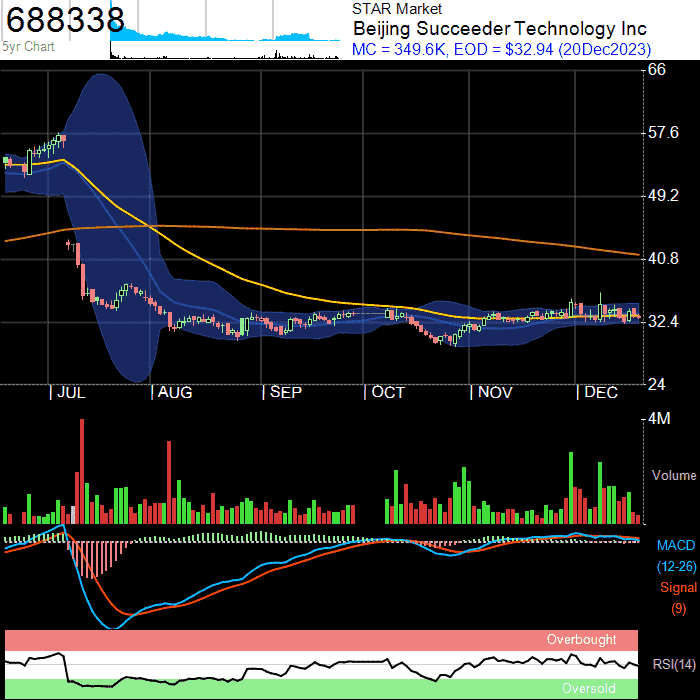 688338
5yr Chart
STAR Market
Beijing Succeeder Technology Inc
MC = 349.6K, EOD = $32.94 (20Dec2023)
66
57.6
49.2
40.8
32.4
24
| JUL | AUG | SEP | OCT | NOV | DEC
4M
Volume
MACD
(12-26)
Signal
(9)
Overbought
RSI(14)
Oversold